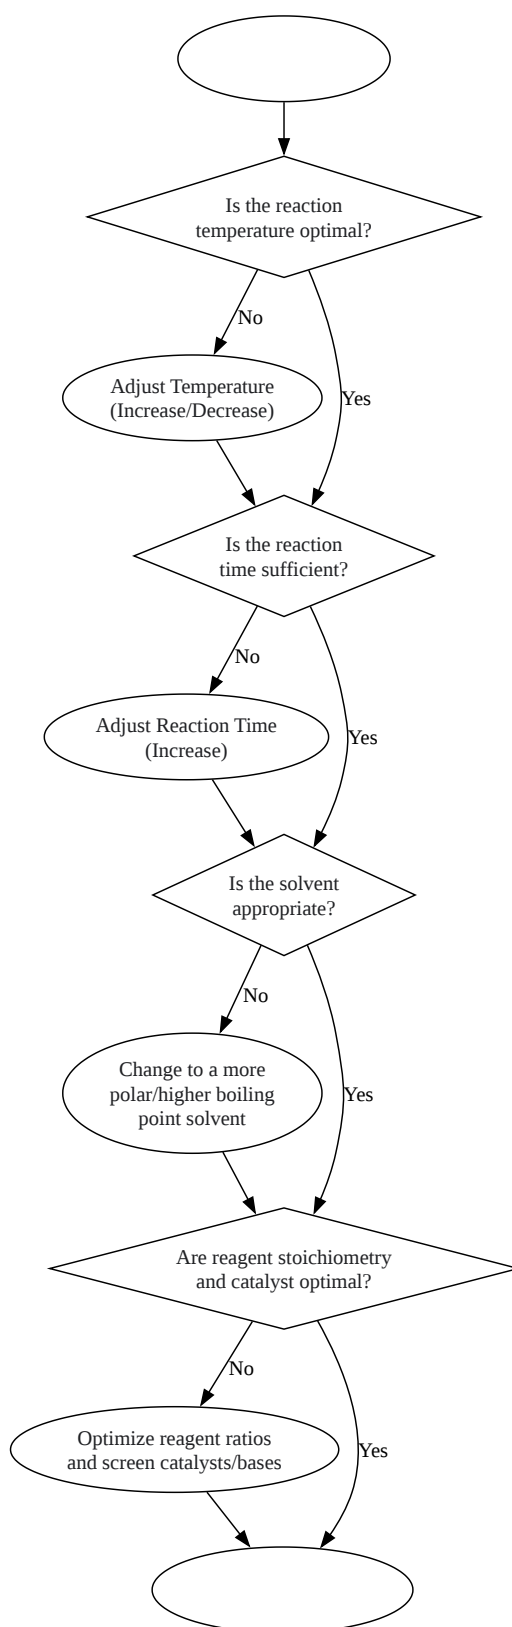 Is the reaction
temperature optimal?
No
Adjust Temperature
(Increase/Decrease)
Yes
Is the reaction
time sufficient?
No
Adjust Reaction Time
(Increase)
Yes
Is the solvent
appropriate?
No
Change to a more
polar/higher boiling
point solvent
Yes
Are reagent stoichiometry
and catalyst optimal?
No
Optimize reagent ratios
and screen catalysts/bases
Yes